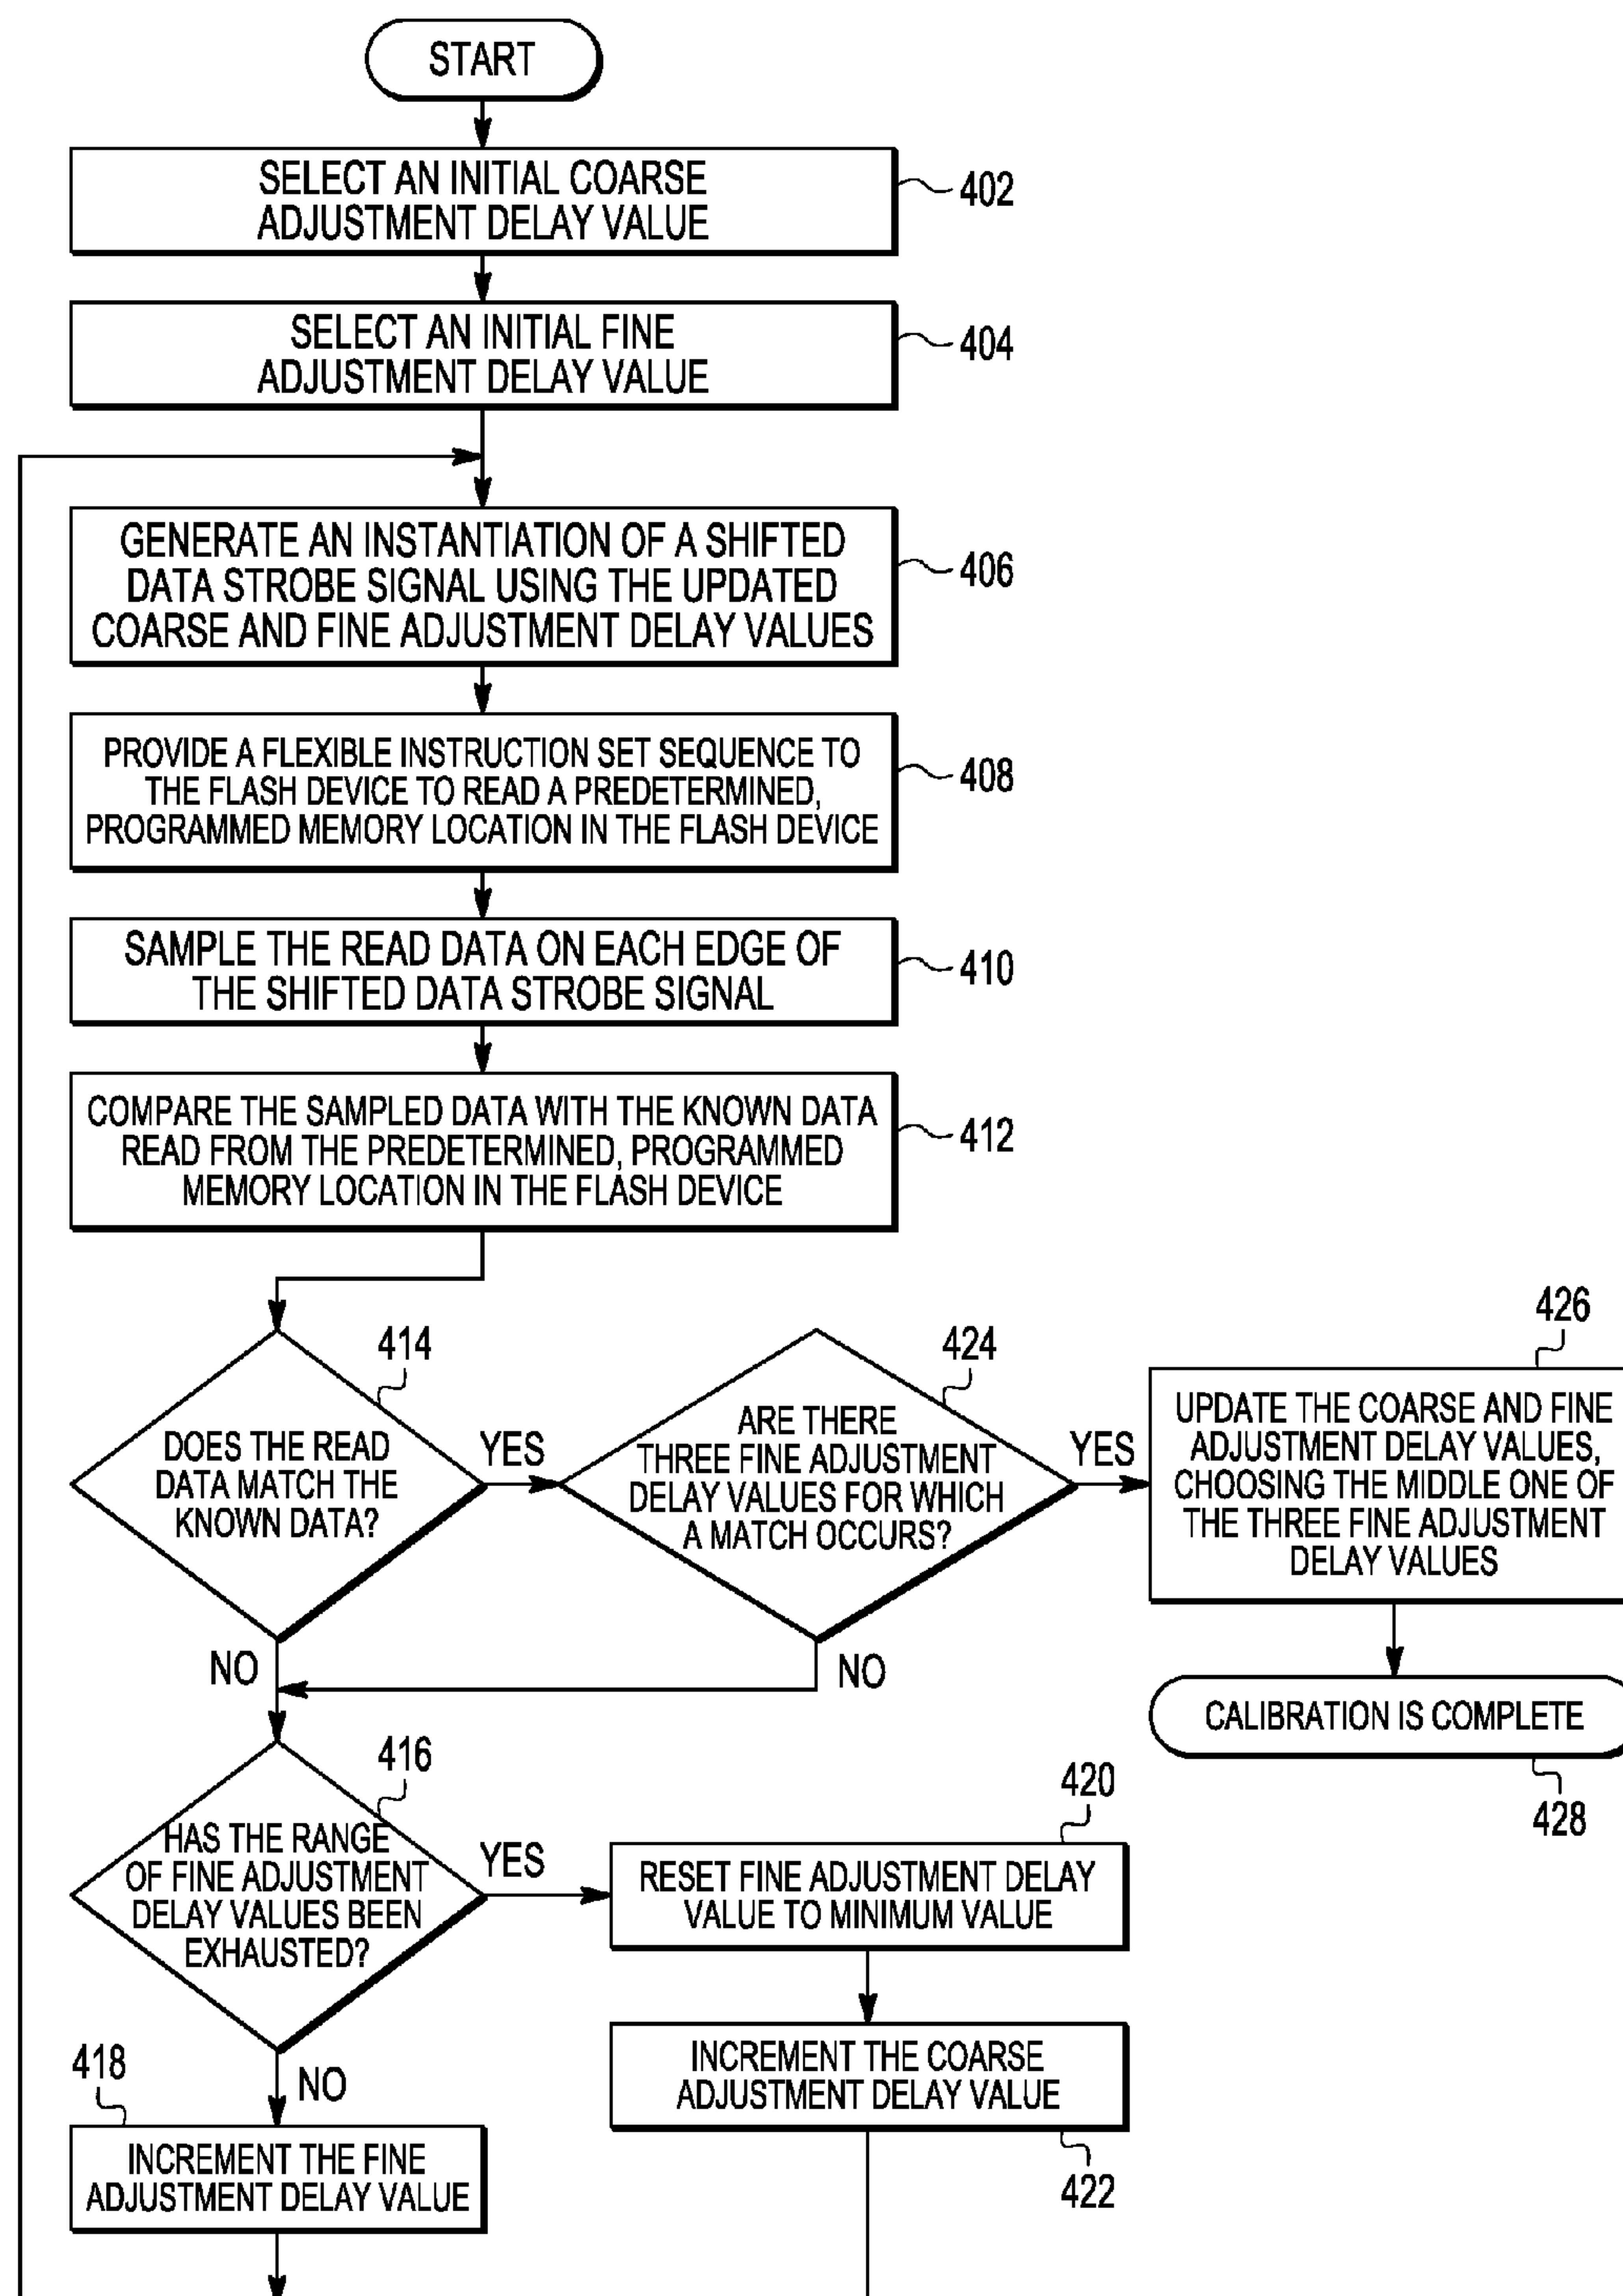 START
SELECT AN INITIAL COARSE
ADJUSTMENT DELAY VALUE
402
SELECT AN INITIAL FINE
ADJUSTMENT DELAY VALUE
404
GENERATE AN INSTANTIATION OF A SHIFTED
DATA STROBE SIGNAL USING THE UPDATED
COARSE AND FINE ADJUSTMENT DELAY VALUES
406
PROVIDE A FLEXIBLE INSTRUCTION SET SEQUENCE TO
THE FLASH DEVICE TO READ A PREDETERMINED,
PROGRAMMED MEMORY LOCATION IN THE FLASH DEVICE
408
SAMPLE THE READ DATA ON EACH EDGE OF
THE SHIFTED DATA STROBE SIGNAL
410
COMPARE THE SAMPLED DATA WITH THE KNOWN DATA
READ FROM THE PREDETERMINED, PROGRAMMED
MEMORY LOCATION IN THE FLASH DEVICE
412
414
DOES THE READ
DATA MATCH THE
KNOWN DATA?
YES
NO
424
ARE THERE
THREE FINE ADJUSTMENT
DELAY VALUES FOR WHICH
A MATCH OCCURS?
YES
NO
426
UPDATE THE COARSE AND FINE
ADJUSTMENT DELAY VALUES,
CHOOSING THE MIDDLE ONE OF
THE THREE FINE ADJUSTMENT
DELAY VALUES
CALIBRATION IS COMPLETE
428
416
HAS THE RANGE
OF FINE ADJUSTMENT
DELAY VALUES BEEN
EXHAUSTED?
YES
NO
420
RESET FINE ADJUSTMENT DELAY
VALUE TO MINIMUM VALUE
INCREMENT THE COARSE
ADJUSTMENT DELAY VALUE
422
418
INCREMENT THE FINE
ADJUSTMENT DELAY VALUE